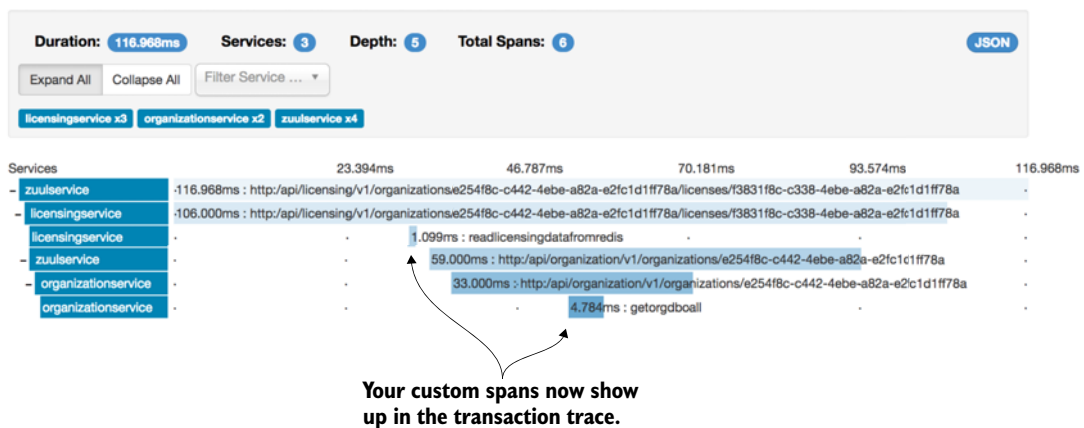 Duration: 116.968ms Services: 3 Depth: 5 Total Spans: 6 JSON
Expand All Collapse All Filter Service ...
licensingservice x3 organizationservice x2 zuulservice x4
Services 23.394ms 46.787ms 70.181ms 93.574ms 116.968ms
- zuulservice 116.968ms : http:/api/licensing/v1/organizations/e254f8c-c442-4ebe-a82a-e2fc1d1ff78a/licenses/f3831f8c-c338-4ebe-a82a-e2fc1d1ff78a
- licensingservice 106.000ms : http:/api/licensing/v1/organizations/e254f8c-c442-4ebe-a82a-e2fc1d1ff78a/licenses/f3831f8c-c338-4ebe-a82a-e2fc1d1ff78a
licensingservice 1.099ms : readlicensingdatafromredis
- zuulservice 59.000ms : http:/api/organization/v1/organizations/e254f8c-c442-4ebe-a82a-e2fc1d1ff78a
- organizationservice 33.000ms : http:/api/organization/v1/organizations/e254f8c-c442-4ebe-a82a-e2fc1d1ff78a
organizationservice 4.784ms : getorgdboall
Your custom spans now show
up in the transaction trace.